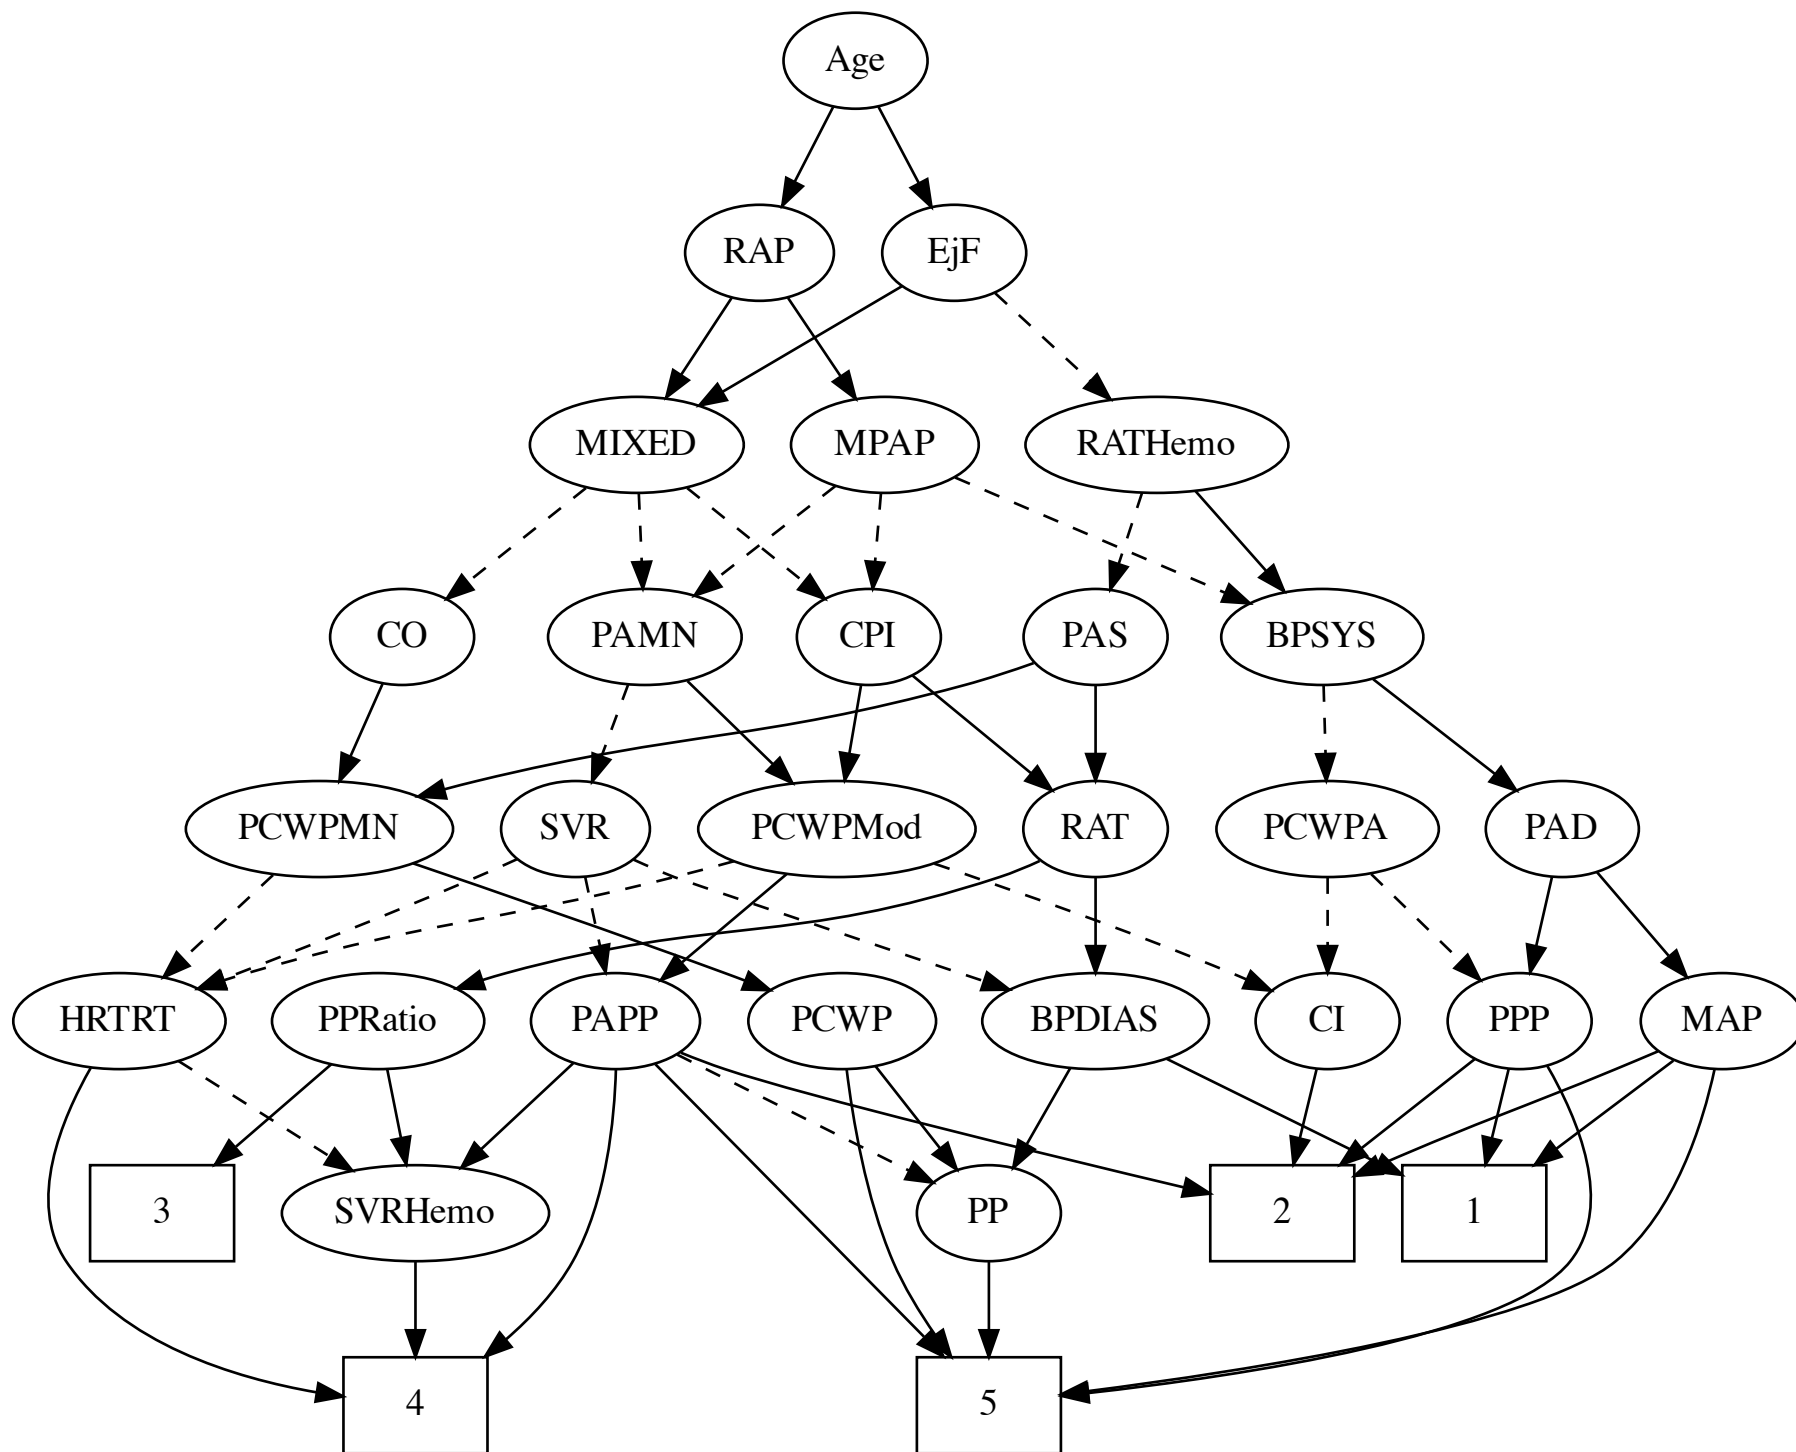 Age
RAP
EjF
MIXED
MPAP
RATHemo
CO
PAMN
CPI
PAS
BPSYS
PCWPMN
SVR
PCWPMod
RAT
PCWPA
PAD
HRTRT
PPRatio
PAPP
PCWP
BPDIAS
CI
PPP
MAP
3
SVRHemo
PP
2
1
4
5